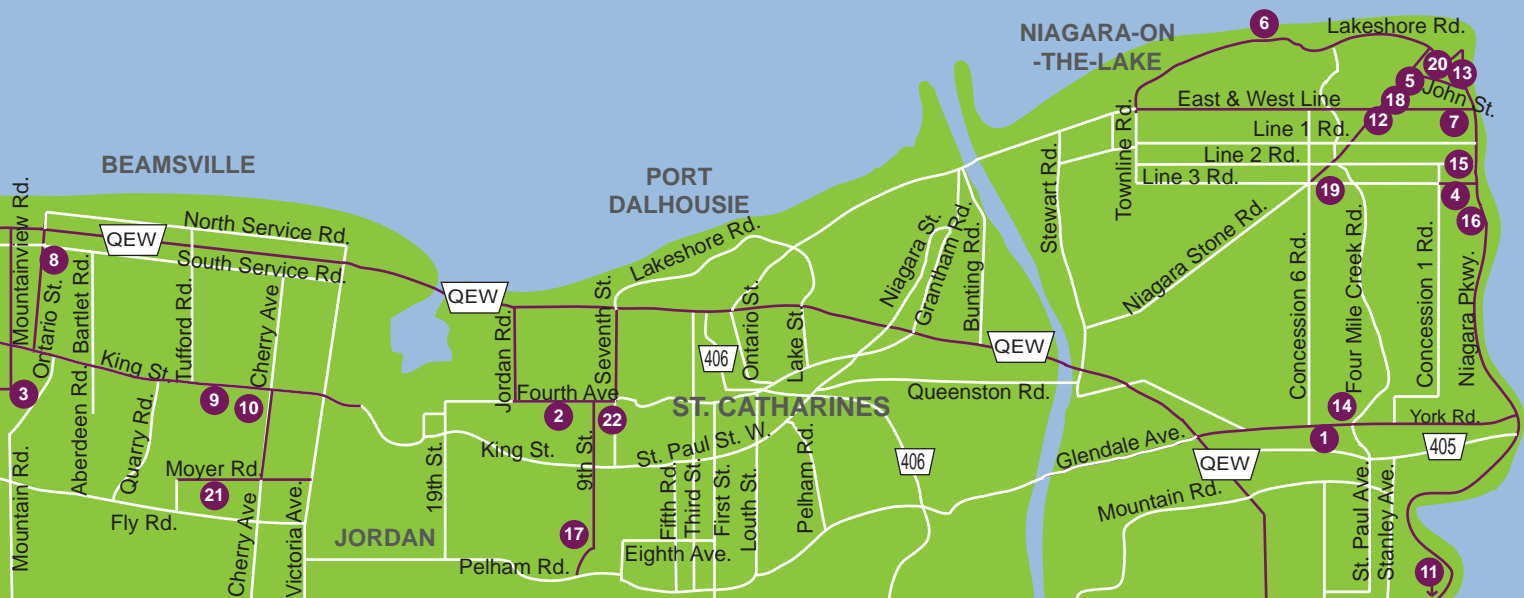 BEAMSVILLE
Mountainview Rd.
North Service Rd.
QEW
South Service Rd.
8
Ontario St.
Bartlet Rd.
Tufford Rd.
Cherry Ave
King St.
3
9
10
Aberdeen Rd.
Quarry Rd.
Moyer Rd.
21
Fly Rd.
Mountain Rd.
Cherry Ave
Victoria Ave.
JORDAN
PORT
DALHOUSIE
QEW
Lakeshore Rd.
Jordan Rd.
Seventh St.
Fourth Ave
2
22
406
Ontario St.
Lake St.
Niagara St.
Grantham Rd.
Bunting Rd.
QEW
Queenston Rd.
ST. CATHARINES
King St.
St. Paul St. W.
19th St.
9th St.
17
Pelham Rd.
Fifth Rd.
Third St.
First St.
Louth St.
Pelham Rd.
Eighth Ave.
406
NIAGARA-ON
-THE-LAKE
6
Lakeshore Rd.
20
13
5
John St.
18
East & West Line
12
7
Line 1 Rd.
Line 2 Rd.
15
Line 3 Rd.
19
4
16
Townline Rd.
Stewart Rd.
Niagara Stone Rd.
Concession 6 Rd.
Four Mile Creek Rd.
Concession 1 Rd.
Niagara Pkwy.
14
York Rd.
1
405
Glendale Ave.
QEW
Mountain Rd.
St. Paul Ave.
Stanley Ave.
11